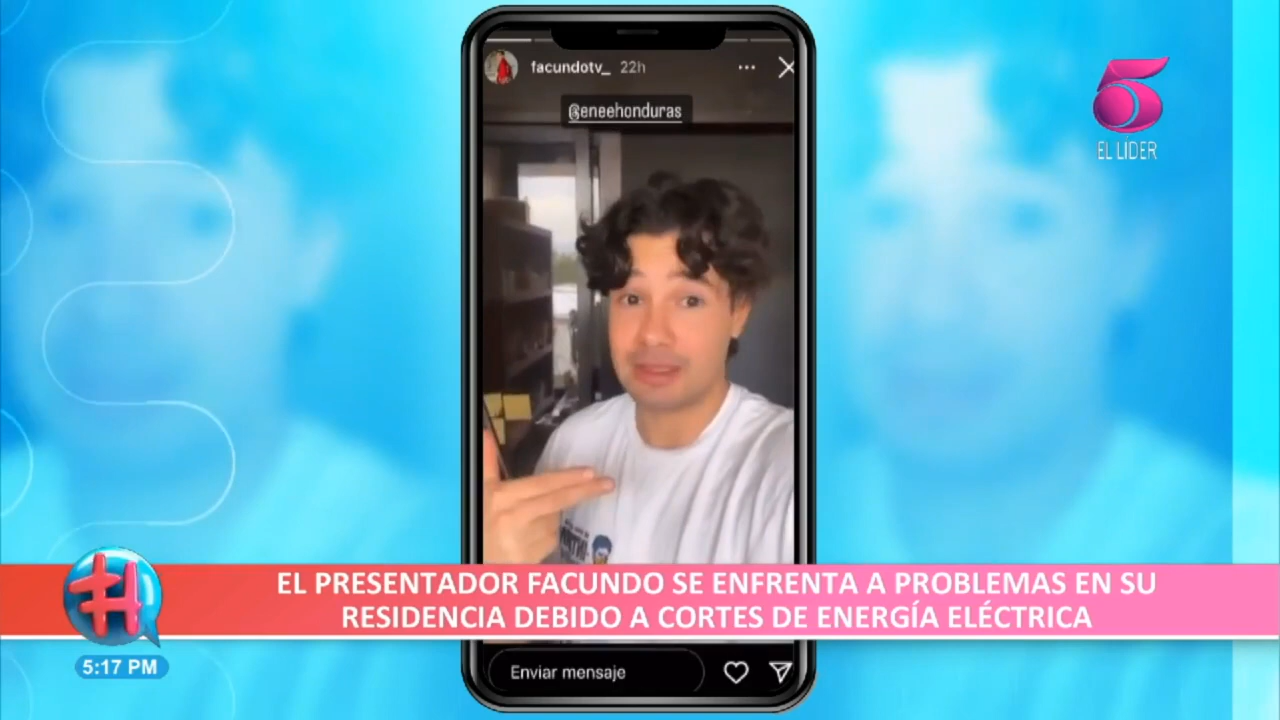 facundotv_ 22h
@eneehonduras
5
EL LÍDER
EL PRESENTADOR FACUNDO SE ENFRENTA A PROBLEMAS EN SU
RESIDENCIA DEBIDO A CORTES DE ENERGÍA ELÉCTRICA
5:17 PM
Enviar mensaje